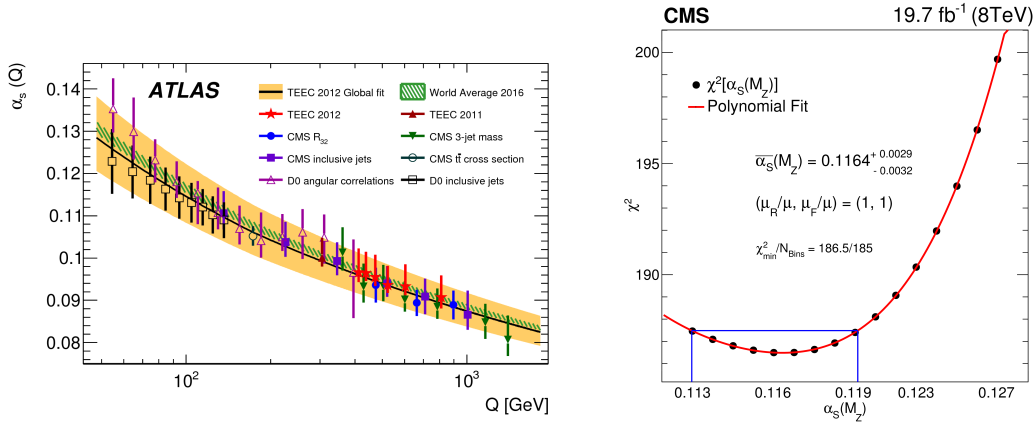 ATLAS
TEEC 2012 Global fit
World Average 2016
TEEC 2012
TEEC 2011
CMS R32
CMS 3-jet mass
CMS inclusive jets
CMS tt̅ cross section
D0 angular correlations
D0 inclusive jets
αs (Q)
0.14
0.13
0.12
0.11
0.1
0.09
0.08
10²
10³
Q [GeV]
CMS
19.7 fb⁻¹ (8TeV)
χ²[αS(MZ)]
Polynomial Fit
α̅S̅(MZ) = 0.1164 + 0.0029 - 0.0032
(μR/μ, μF/μ) = (1, 1)
χ²min/NBins = 186.5/185
χ²
200
195
190
0.113
0.116
0.119
0.123
0.127
αS(MZ)